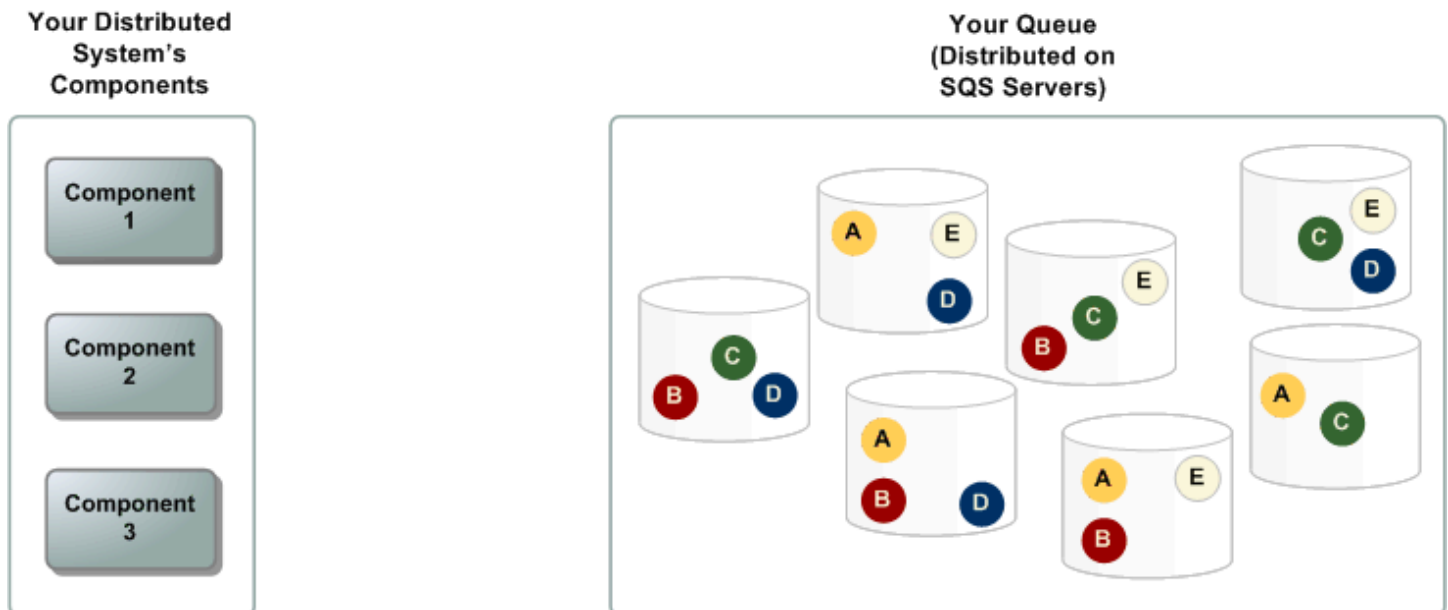 Your Distributed
System's
Components
Component
1
Component
2
Component
3
Your Queue
(Distributed on
SQS Servers)
B
C
D
A
E
D
A
B
D
B
C
E
A
B
E
C
E
D
A
C